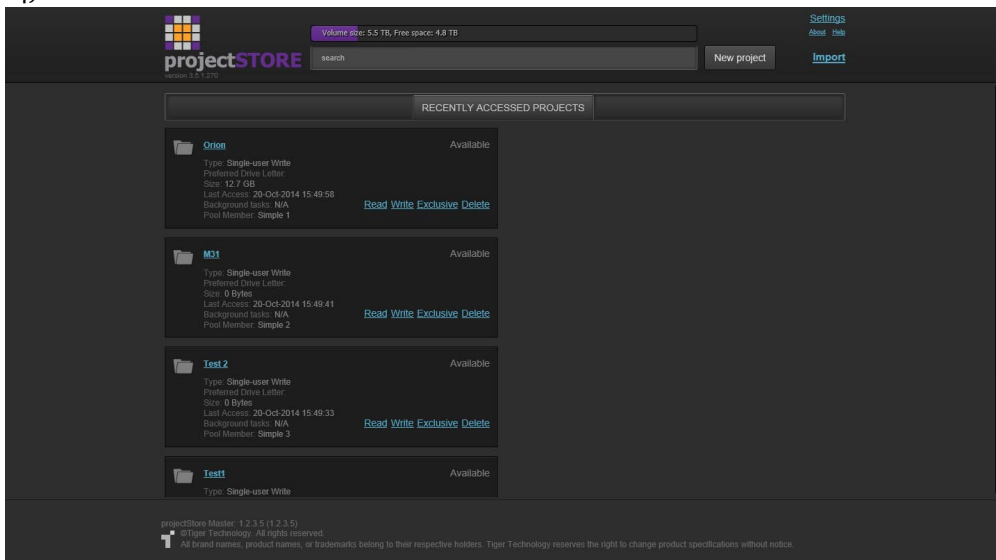 Settings
About Help
Volume size: 5.5 TB, Free space: 4.8 TB
projectSTORE
search
New project
Import
version 3.5.1.270
RECENTLY ACCESSED PROJECTS
Orion
Available
Type: Single-user Write
Preferred Drive Letter:
Size: 12.7 GB
Last Access: 20-Oct-2014 15:49:58
Background tasks: N/A
Read Write Exclusive Delete
Pool Member: Simple 1
M31
Available
Type: Single-user Write
Preferred Drive Letter:
Size: 0 Bytes
Last Access: 20-Oct-2014 15:49:41
Background tasks: N/A
Read Write Exclusive Delete
Pool Member: Simple 2
Test 2
Available
Type: Single-user Write
Preferred Drive Letter:
Size: 0 Bytes
Last Access: 20-Oct-2014 15:49:33
Background tasks: N/A
Read Write Exclusive Delete
Pool Member: Simple 3
Test1
Available
Type: Single-user Write
projectStore Master: 1.2.3.5 (1.2.3.5)
©Tiger Technology. All rights reserved.
All brand names, product names, or trademarks belong to their respective holders. Tiger Technology reserves the right to change product specifications without notice.